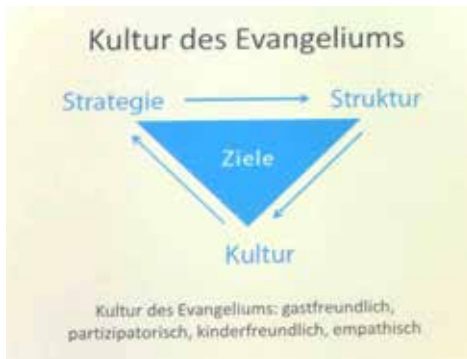 Kultur des Evangeliums
Strategie Struktur
Ziele
Kultur
Kultur des Evangeliums: gastfreundlich,
partizipatorisch, kinderfreundlich, empathisch